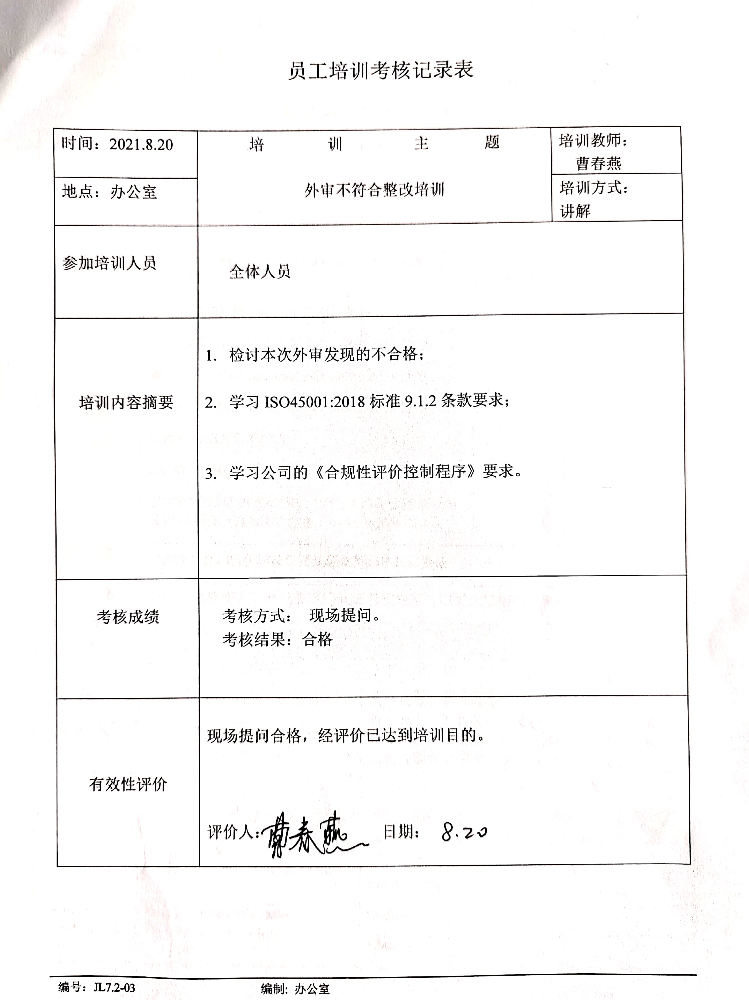 员工培训考核记录表
时间：2021.8.20
培 训 主 题
培训教师：
曹春燕
地点：办公室
外审不符合整改培训
培训方式：
讲解
参加培训人员
全体人员
培训内容摘要
1. 检讨本次外审发现的不合格；
2. 学习 ISO45001:2018 标准 9.1.2 条款要求；
3. 学习公司的《合规性评价控制程序》要求。
考核成绩
考核方式： 现场提问。
考核结果：合格
有效性评价
现场提问合格，经评价已达到培训目的。
评价人：曹春燕 日期： 8.20
编号：JL7.2-03 编制：办公室